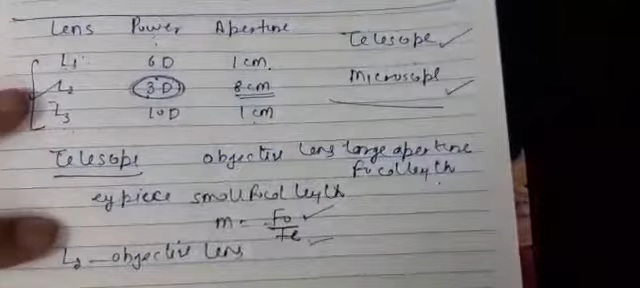 Lens Power Aperture
L1 6D 1cm.
L2 3D 8cm
L3 10D 1cm
Telescope
Microscope
Telescope objective lens large aperture
focal length
eypiece small focal length
m = fo/fe
L2 - objective lens